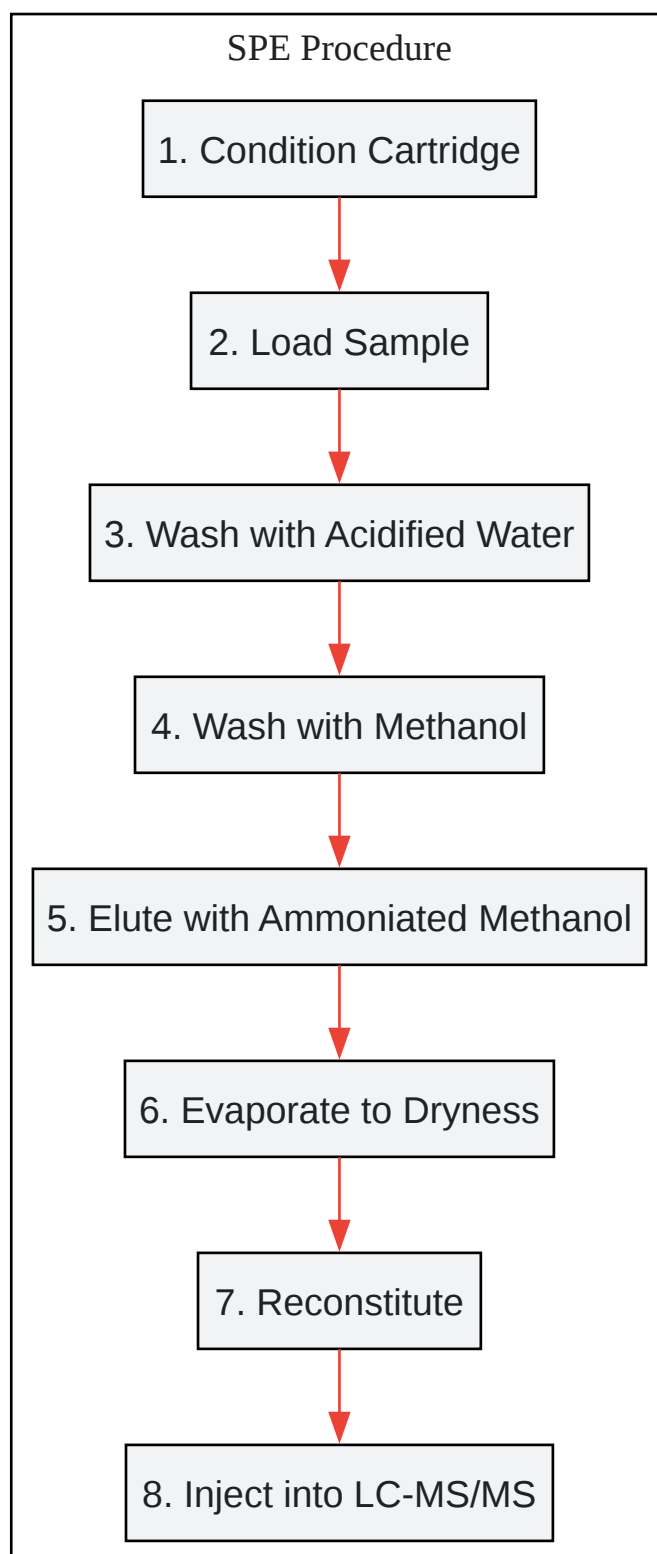 SPE Procedure
1. Condition Cartridge
2. Load Sample
3. Wash with Acidified Water
4. Wash with Methanol
5. Elute with Ammoniated Methanol
6. Evaporate to Dryness
7. Reconstitute
8. Inject into LC-MS/MS